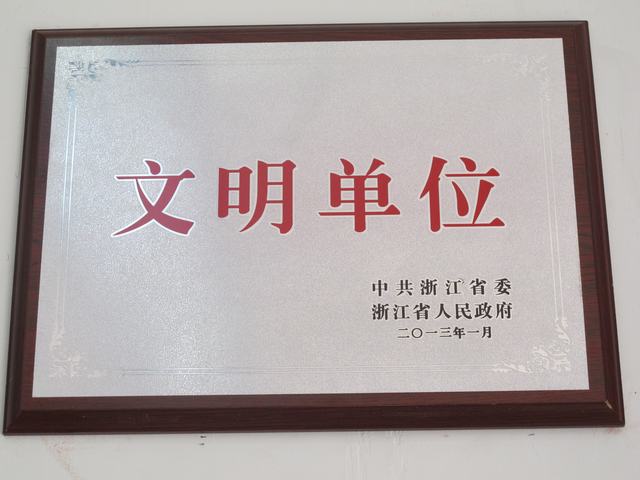 文明单位
中共浙江省委
浙江省人民政府
二〇一三年一月